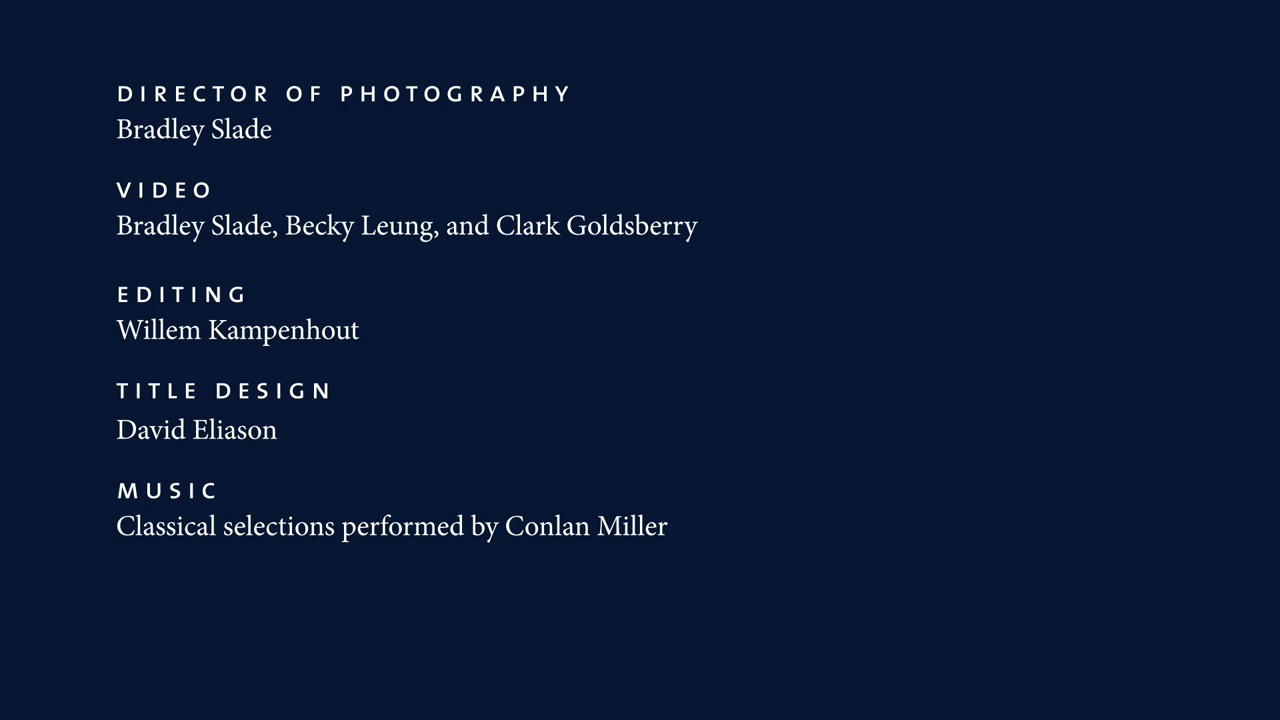 DIRECTOR OF PHOTOGRAPHY
Bradley Slade
VIDEO
Bradley Slade, Becky Leung, and Clark Goldsberry
EDITING
Willem Kampenhout
TITLE DESIGN
David Eliason
MUSIC
Classical selections performed by Conlan Miller